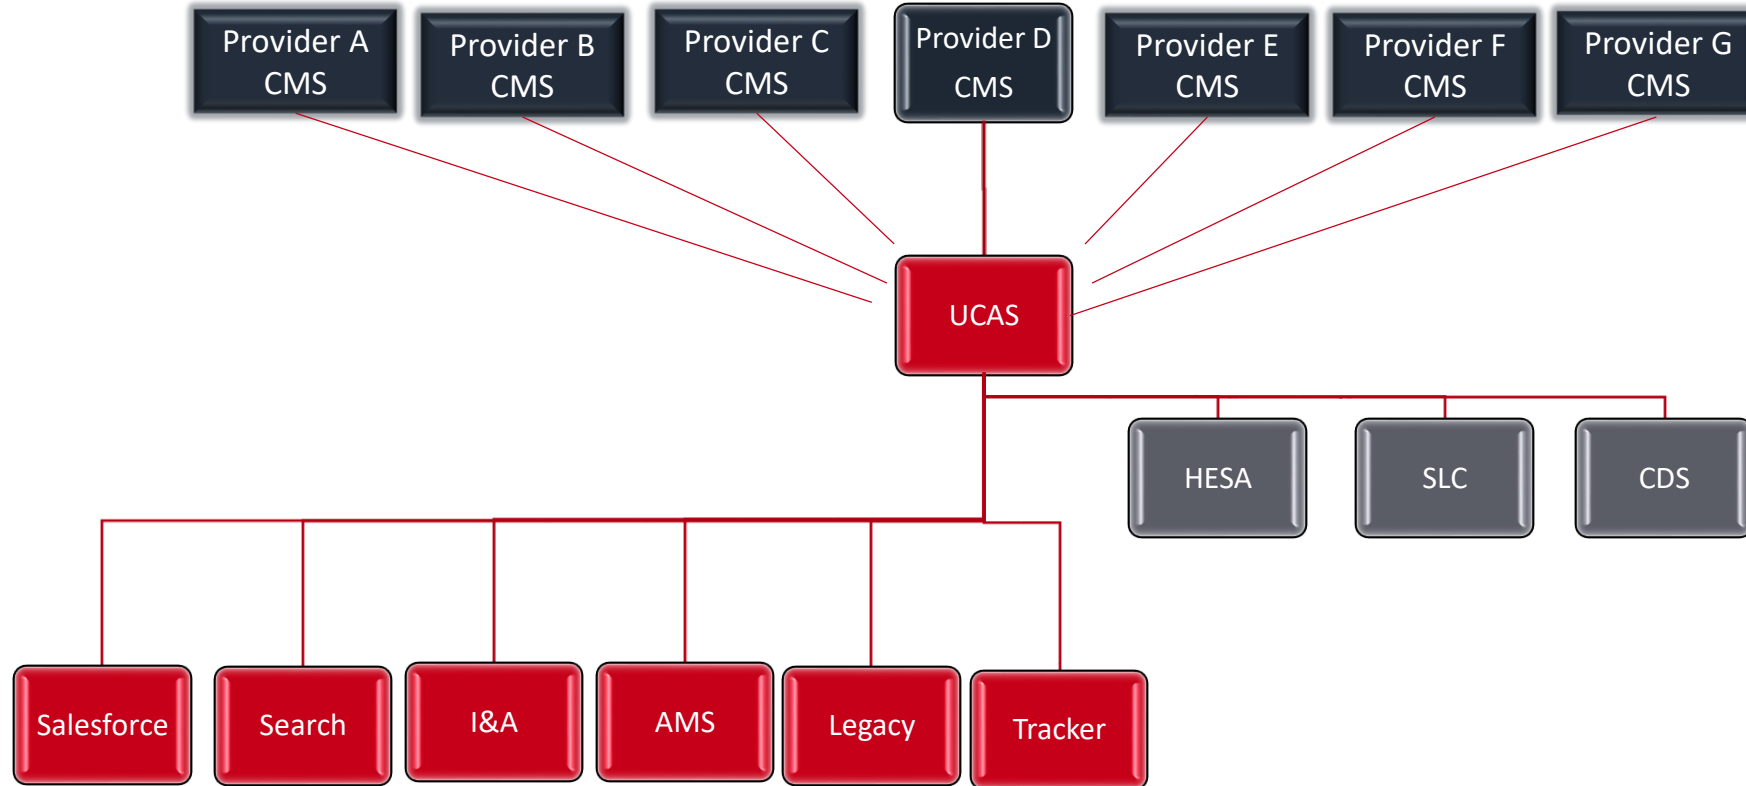 Provider A
CMS
Provider B
CMS
Provider C
CMS
Provider D
CMS
Provider E
CMS
Provider F
CMS
Provider G
CMS
UCAS
HESA
SLC
CDS
Salesforce
Search
I&A
AMS
Legacy
Tracker